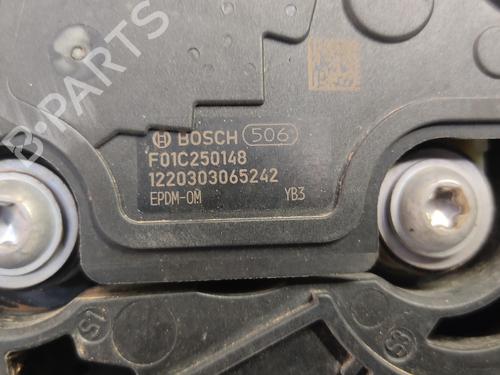 B-PARTS
BOSCH 506
F01C250148
1220303065242
EPDM-OM YB3